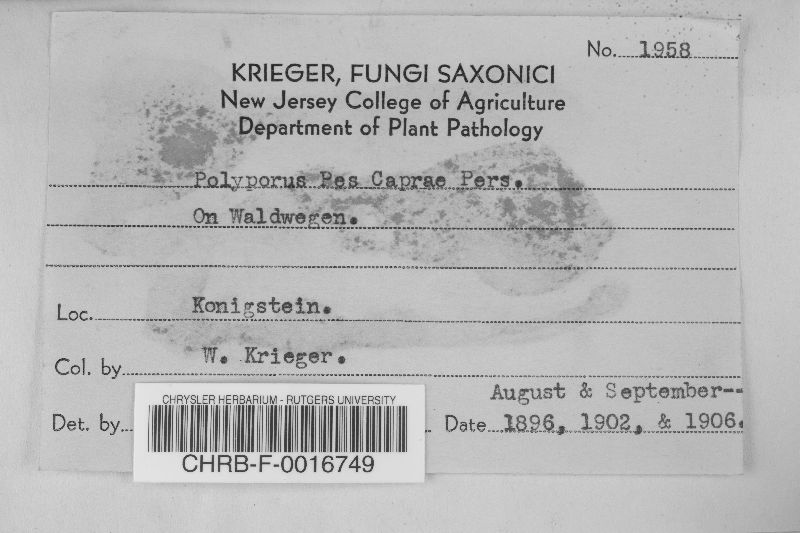 No. 1958
KRIEGER, FUNGI SAXONICI
New Jersey College of Agriculture
Department of Plant Pathology
Polyporus Pes Caprae Pers.
On Waldwegen.
Loc. Konigstein.
Col. by W. Krieger.
August & September--
Det. by Date 1896, 1902, & 1906.
CHRYSLER HERBARIUM - RUTGERS UNIVERSITY
CHRB-F-0016749